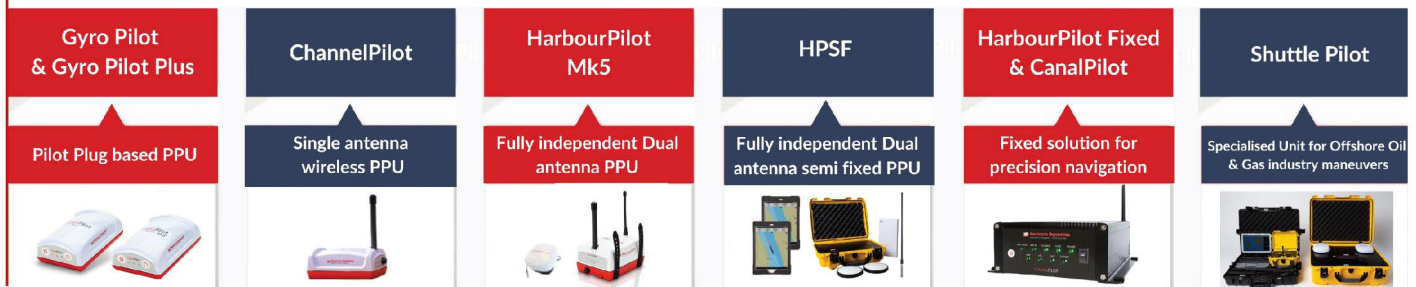 Gyro Pilot
& Gyro Pilot Plus
Pilot Plug based PPU
ChannelPilot
Single antenna
wireless PPU
HarbourPilot
Mk5
Fully independent Dual
antenna PPU
HPSF
Fully independent Dual
antenna semi fixed PPU
HarbourPilot Fixed
& CanalPilot
Fixed solution for
precision navigation
CANALPILOT
Shuttle Pilot
Specialised Unit for Offshore Oil
& Gas industry maneuvers